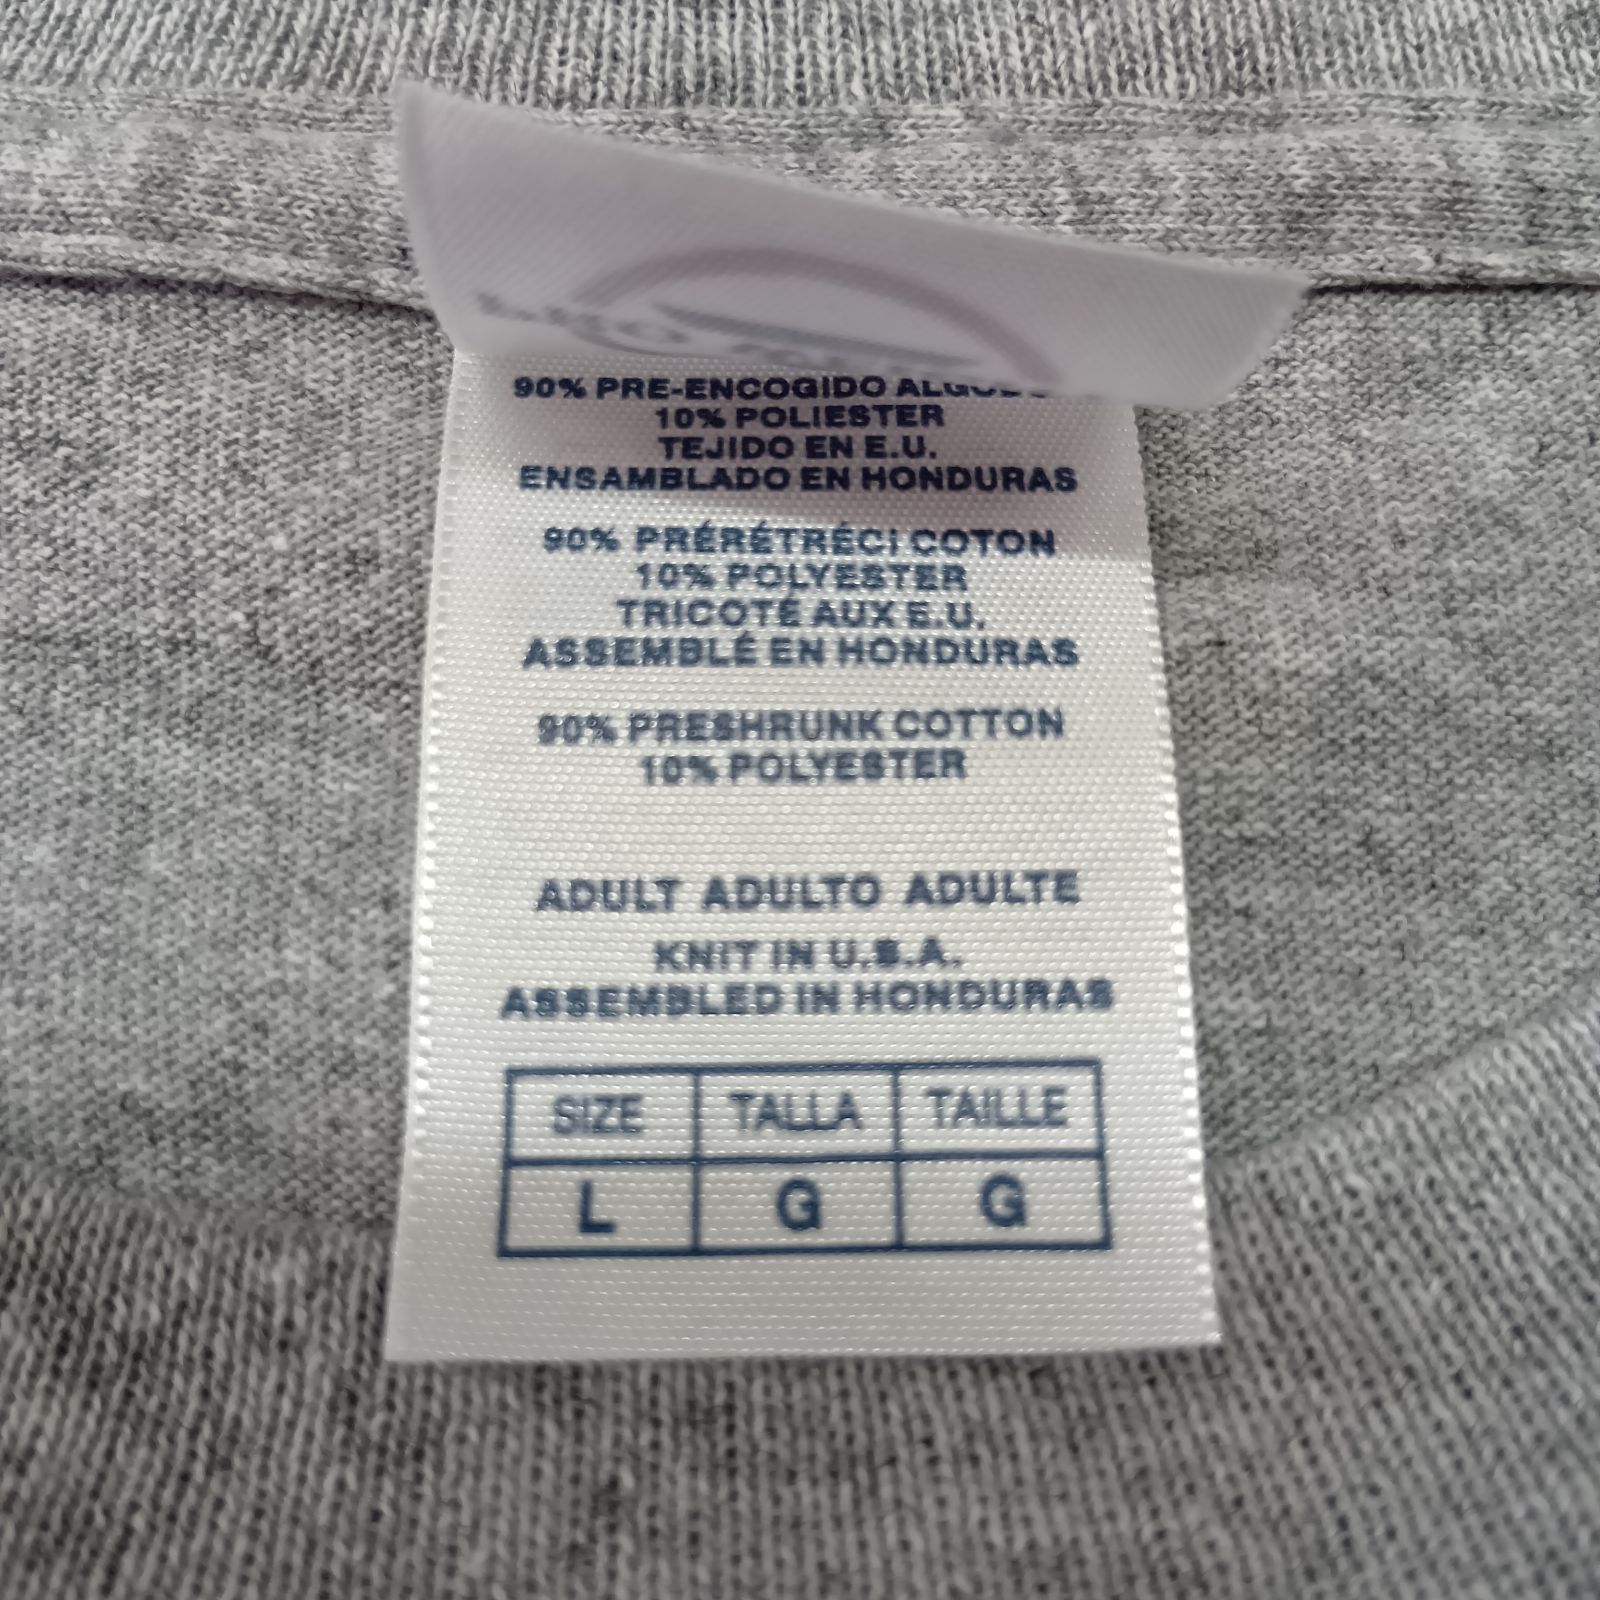 90% PRE-ENCOGIDO
10% POLIESTER
TEJIDO EN E.U.
ENSAMBLADO EN HONDURAS
90% PRÉRÉTRÉCI COTON
10% POLYESTER
TRICOTÉ AUX E.U.
ASSEMBLÉ EN HONDURAS
90% PRESHRUNK COTTON
10% POLYESTER
ADULT ADULTO ADULTE
KNIT IN U.S.A.
ASSEMBLED IN HONDURAS
SIZE TALLA TAILLE
L G G